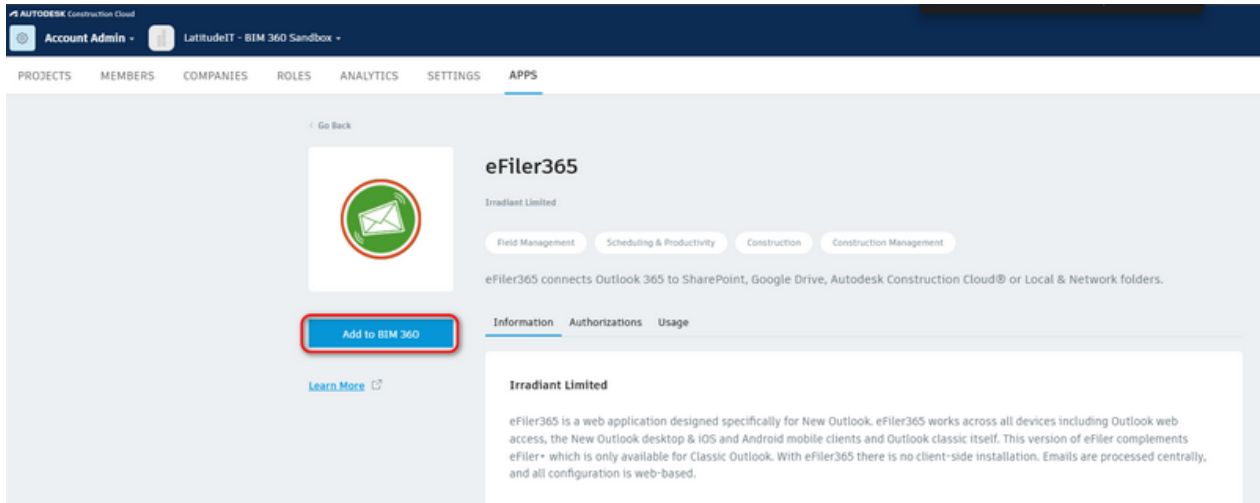 AUTODESK Construction Cloud
Account Admin
LatitudeIT - BIM 360 Sandbox
PROJECTS MEMBERS COMPANIES ROLES ANALYTICS SETTINGS APPS
Go Back
eFiler365
Irradiant Limited
Field Management Scheduling & Productivity Construction Construction Management
eFiler365 connects Outlook 365 to SharePoint, Google Drive, Autodesk Construction Cloud® or Local & Network folders.
Add to BIM 360
Information Authorizations Usage
Learn More
Irradiant Limited
eFiler365 is a web application designed specifically for New Outlook. eFiler365 works across all devices including Outlook web
access, the New Outlook desktop & iOS and Android mobile clients and Outlook classic itself. This version of eFiler complements
eFiler+ which is only available for Classic Outlook. With eFiler365 there is no client-side installation. Emails are processed centrally,
and all configuration is web-based.